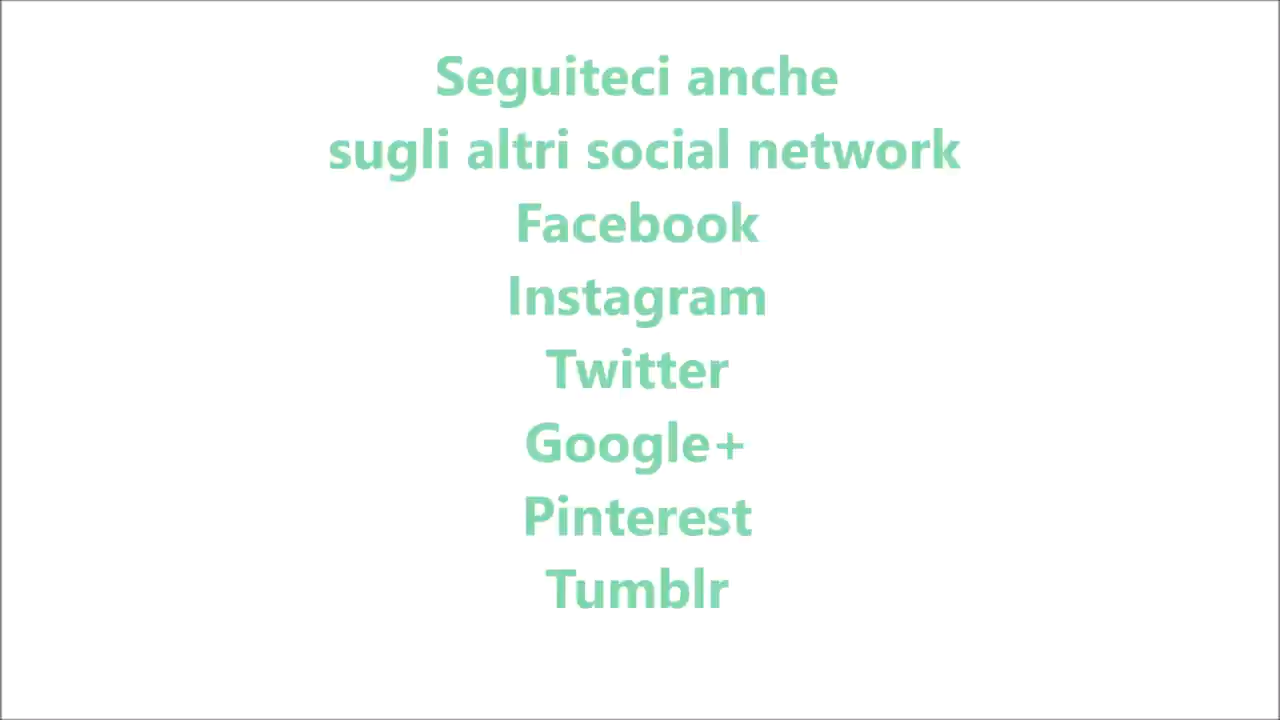 Seguiteci anche
sugli altri social network
Facebook
Instagram
Twitter
Google+
Pinterest
Tumblr